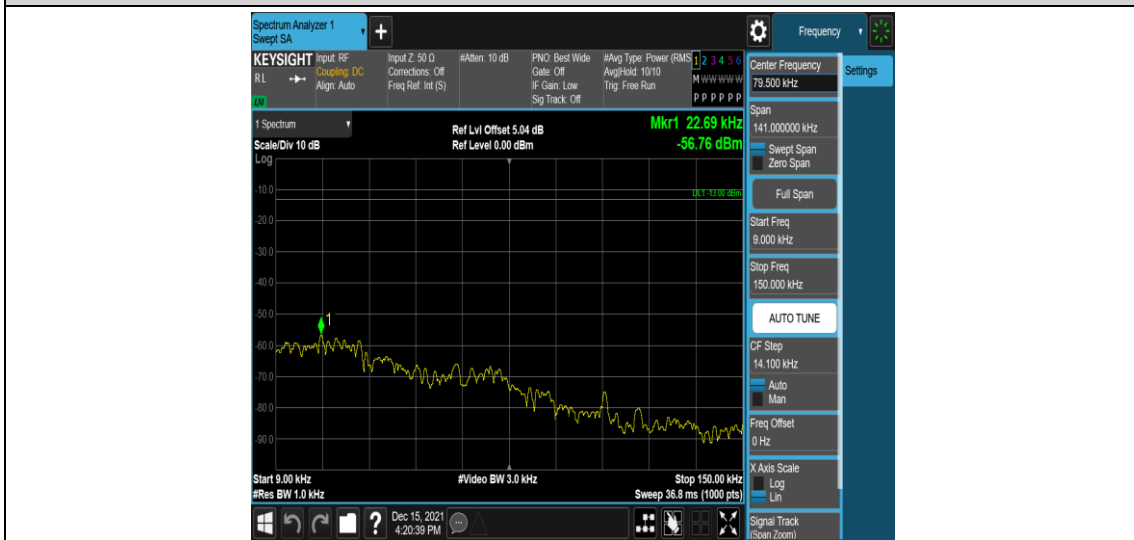 Spectrum Analyzer 1
Swept SA
+
Frequency
KEYSIGHT
RL
LXI
Input: RF
Coupling: DC
Align: Auto
Input Z: 50 Ω
Corrections: Off
Freq Ref: Int (S)
#Atten: 10 dB
PNO: Best Wide
Gate: Off
IF Gain: Low
Sig Track: Off
#Avg Type: Power (RMS
Avg|Hold: 10/10
Trig: Free Run
1 2 3 4 5 6
M W W W W W
P P P P P P
1 Spectrum
Scale/Div 10 dB
Log
Ref Lvl Offset 5.04 dB
Ref Level 0.00 dBm
Mkr1 22.69 kHz
-56.76 dBm
DL1 -13.00 dBm
-10.0
-20.0
-30.0
-40.0
-50.0
-60.0
-70.0
-80.0
-90.0
1
Start 9.00 kHz
#Res BW 1.0 kHz
#Video BW 3.0 kHz
Stop 150.00 kHz
Sweep 36.8 ms (1000 pts)
Center Frequency
79.500 kHz
Settings
Span
141.000000 kHz
Swept Span
Zero Span
Full Span
Start Freq
9.000 kHz
Stop Freq
150.000 kHz
AUTO TUNE
CF Step
14.100 kHz
Auto
Man
Freq Offset
0 Hz
X Axis Scale
Log
Lin
Signal Track
(Span Zoom)
?
Dec 15, 2021
4:20:39 PM